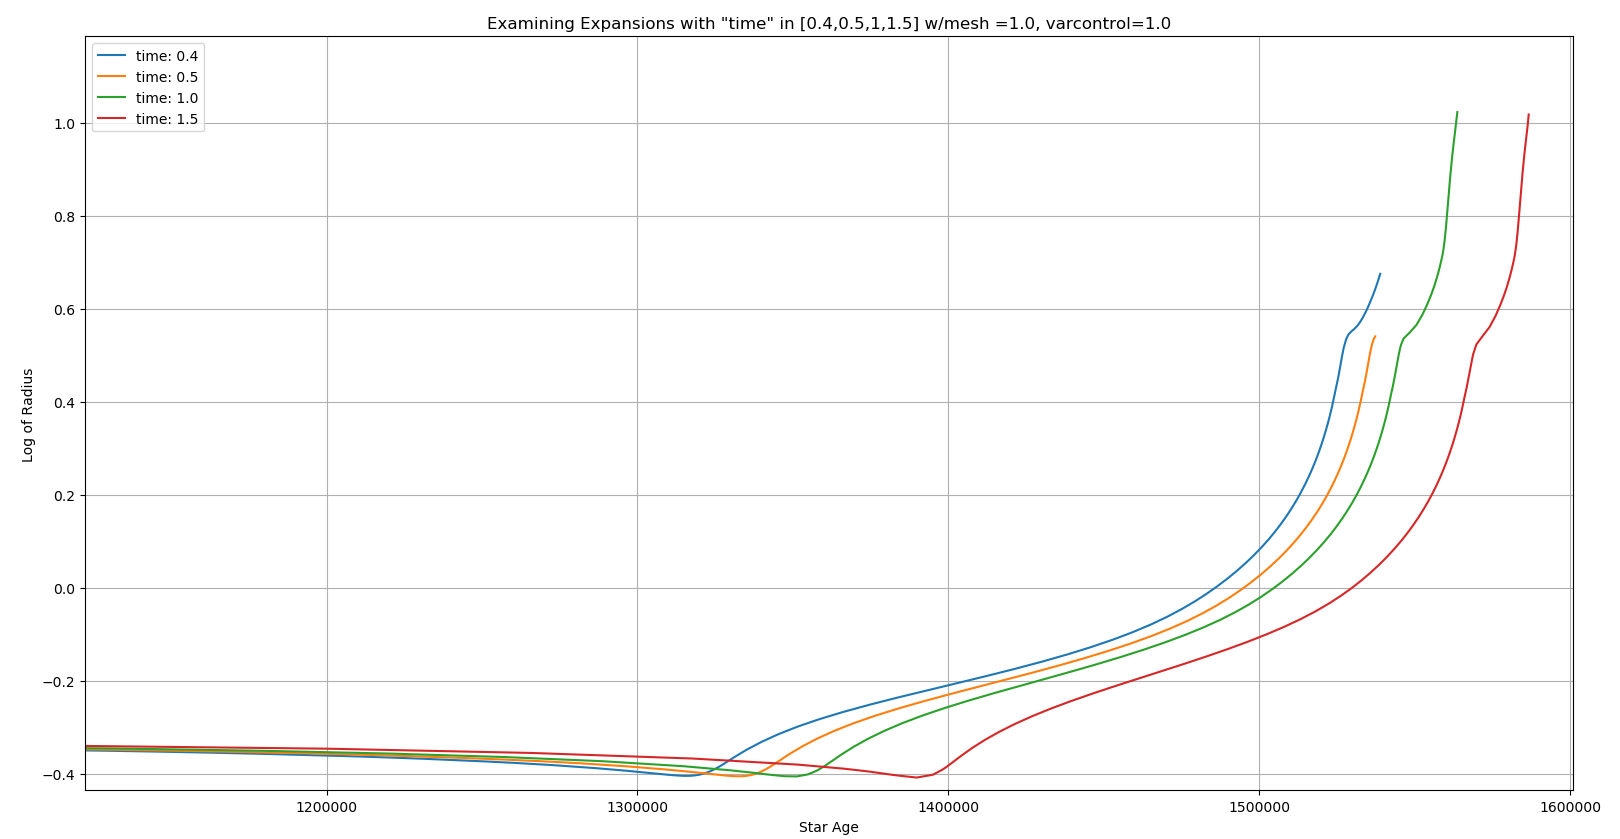 Examining Expansions with "time" in [0.4,0.5,1,1.5] w/mesh =1.0, varcontrol=1.0
time: 0.4
time: 0.5
time: 1.0
time: 1.5
1.0
0.8
0.6
0.4
0.2
0.0
−0.2
−0.4
Log of Radius
1200000 1300000 1400000 1500000 1600000
Star Age